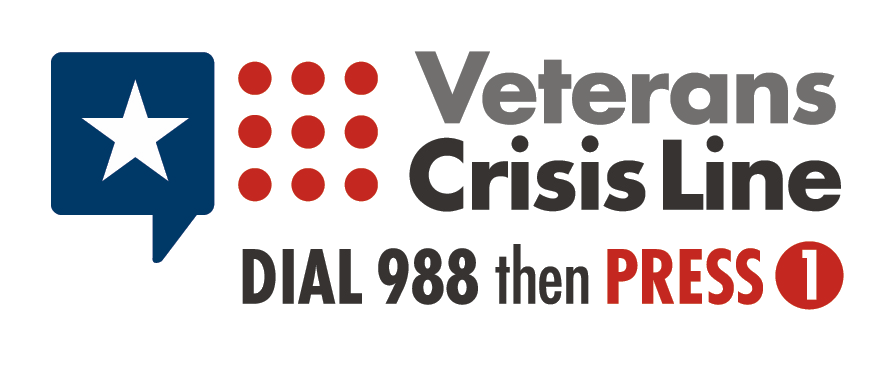 Veterans
Crisis Line
DIAL 988 then PRESS 1